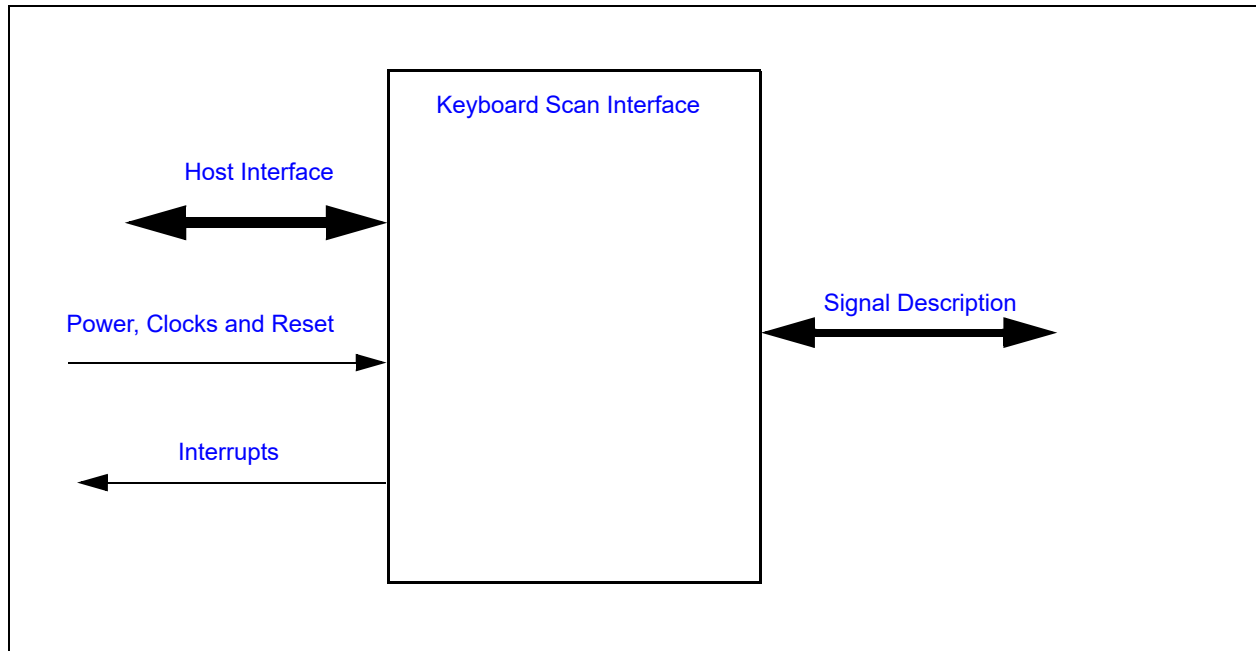 Keyboard Scan Interface
Host Interface
Signal Description
Power, Clocks and Reset
Interrupts